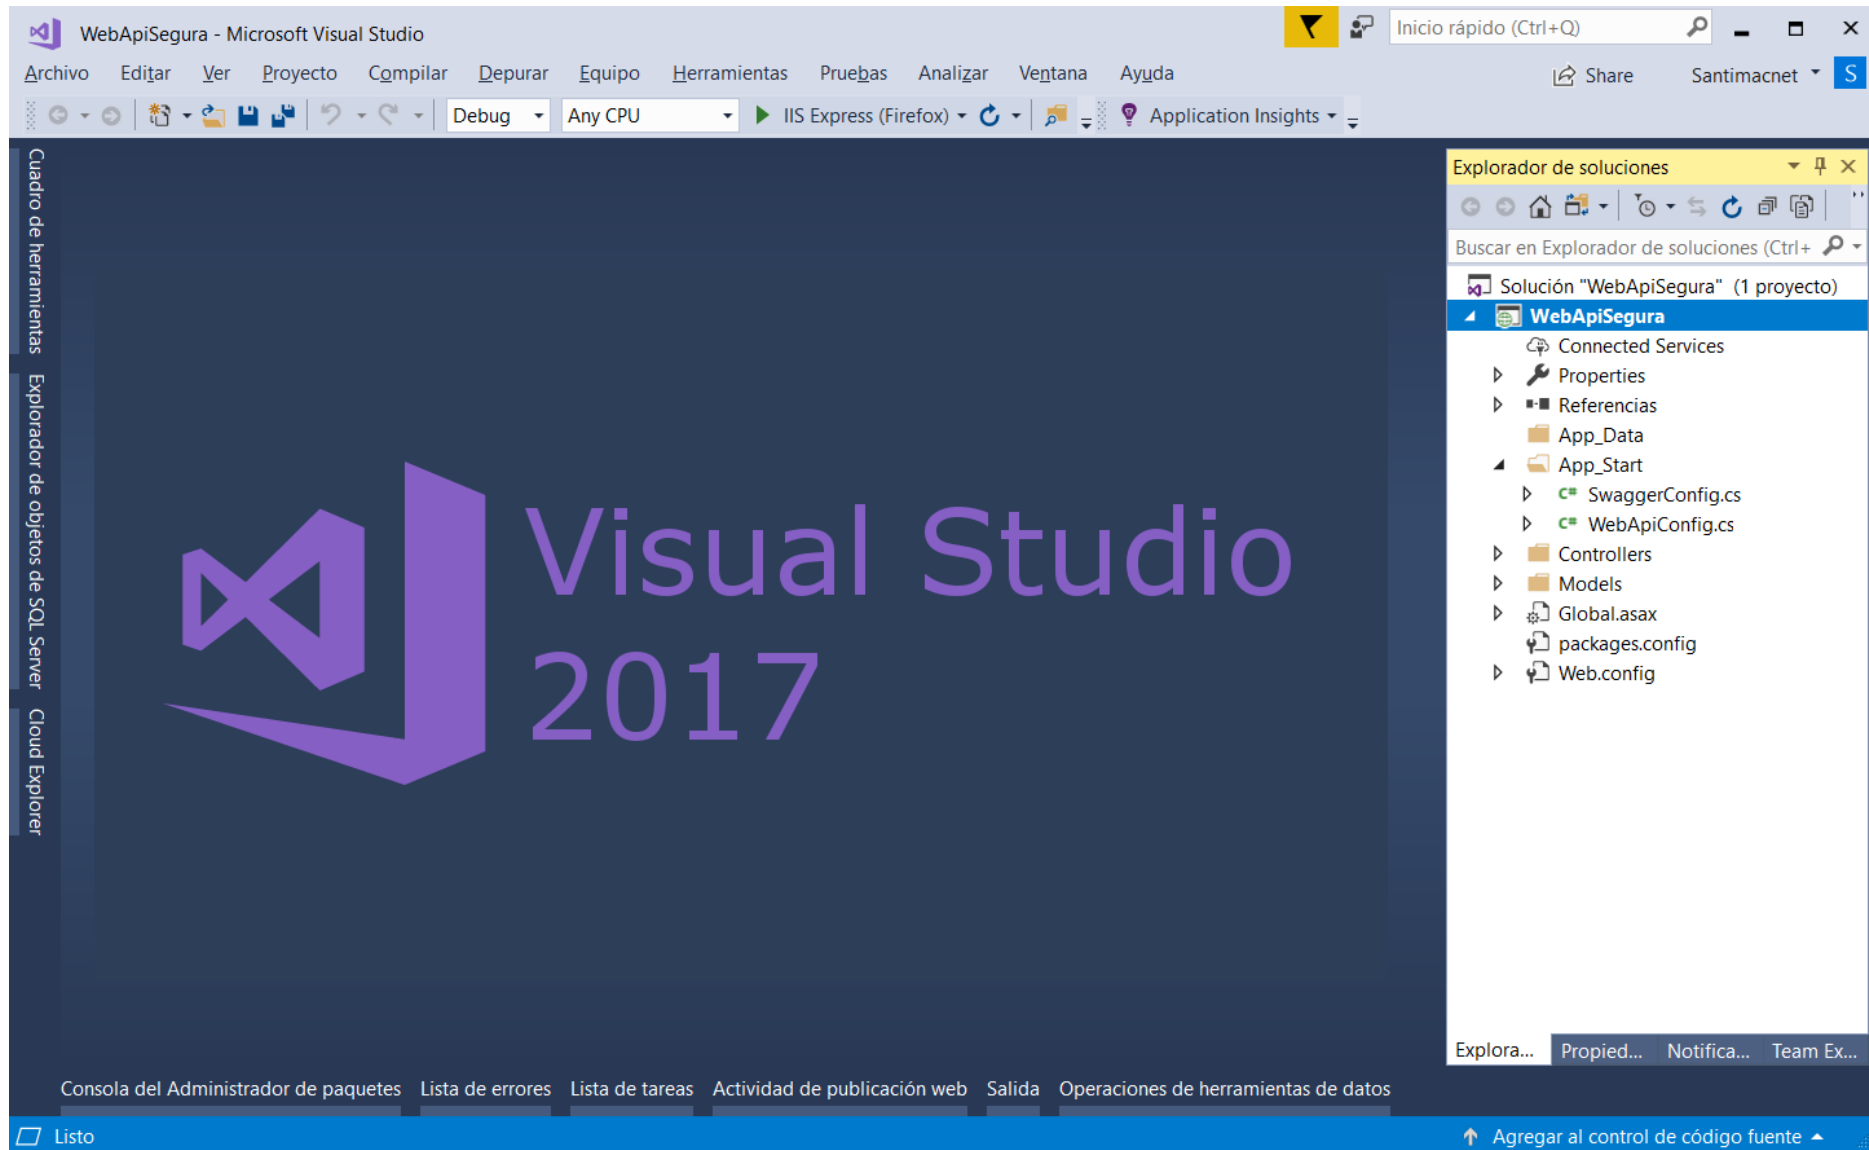 WebApiSegura - Microsoft Visual Studio
Inicio rápido (Ctrl+Q)
Archivo Editar Ver Proyecto Compilar Depurar Equipo Herramientas Pruebas Analizar Ventana Ayuda
Share Santimacnet S
Debug Any CPU IIS Express (Firefox) Application Insights
Cuadro de herramientas
Explorador de objetos de SQL Server
Cloud Explorer
Visual Studio
2017
Explorador de soluciones
Buscar en Explorador de soluciones (Ctrl+
Solución "WebApiSegura" (1 proyecto)
WebApiSegura
Connected Services
Properties
Referencias
App_Data
App_Start
C# SwaggerConfig.cs
C# WebApiConfig.cs
Controllers
Models
Global.asax
packages.config
Web.config
Explora... Propied... Notifica... Team Ex...
Consola del Administrador de paquetes Lista de errores Lista de tareas Actividad de publicación web Salida Operaciones de herramientas de datos
Listo
Agregar al control de código fuente